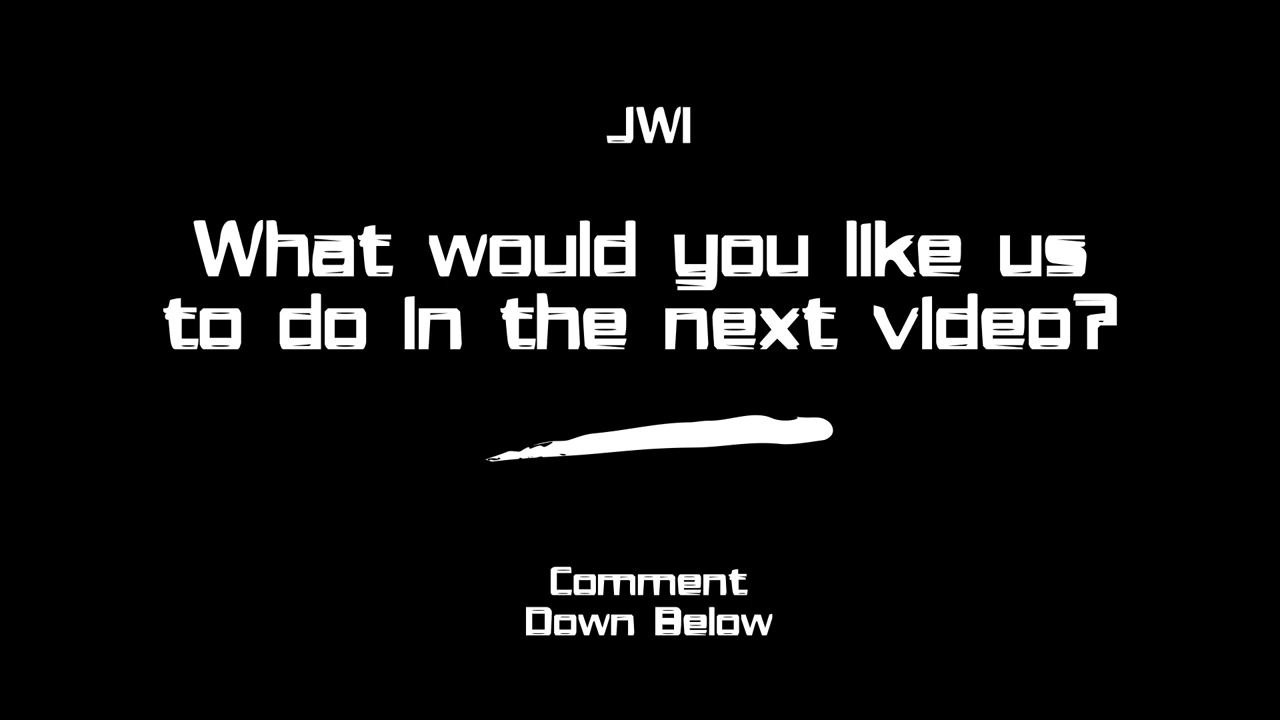 JWI
What would you like us
to do in the next video?
Comment
Down Below